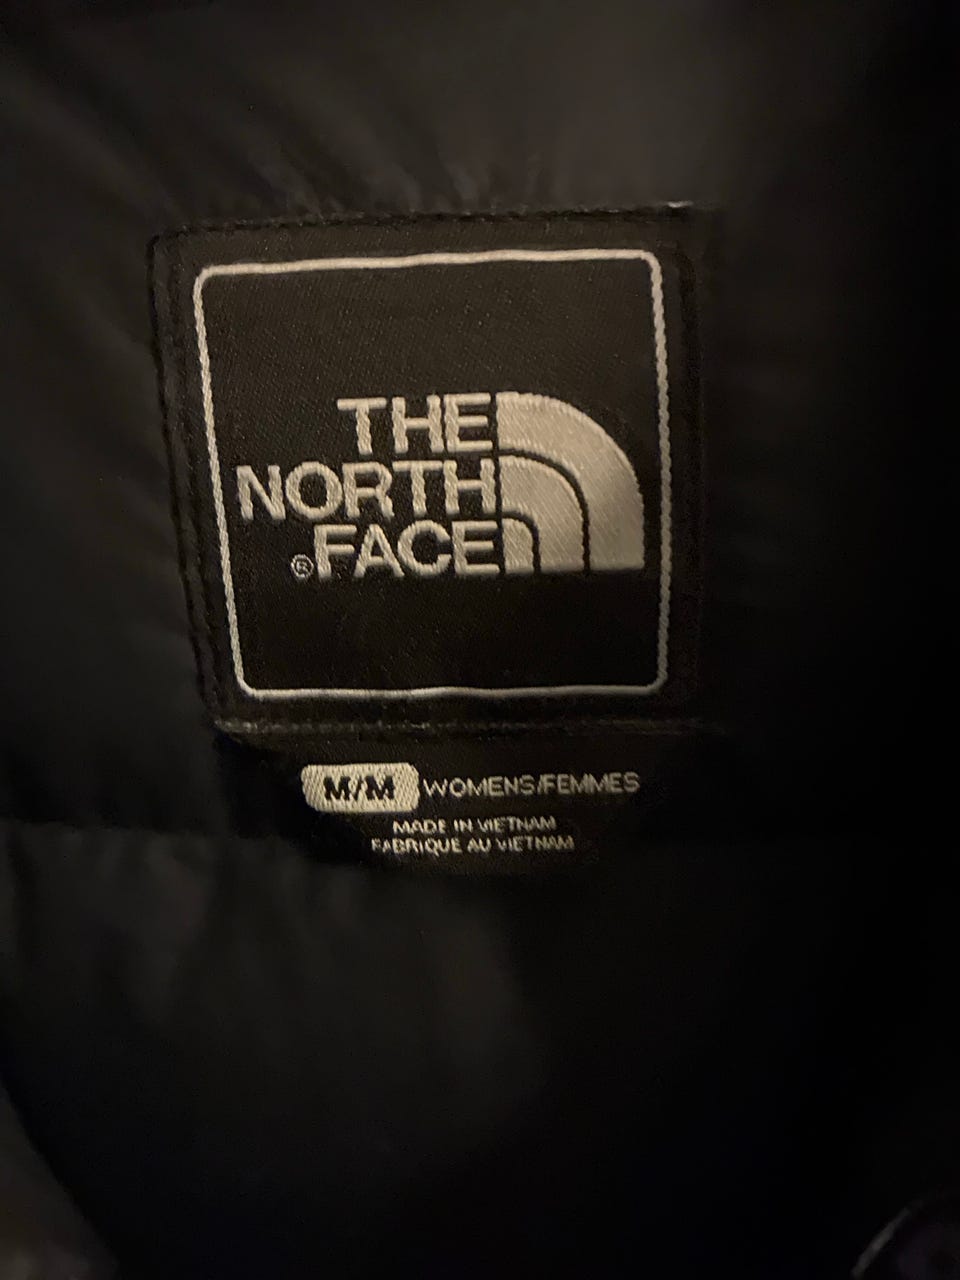 THE
NORTH
®FACE
M/M WOMENS/FEMMES
MADE IN VIETNAM
FABRIQUE AU VIETNAM